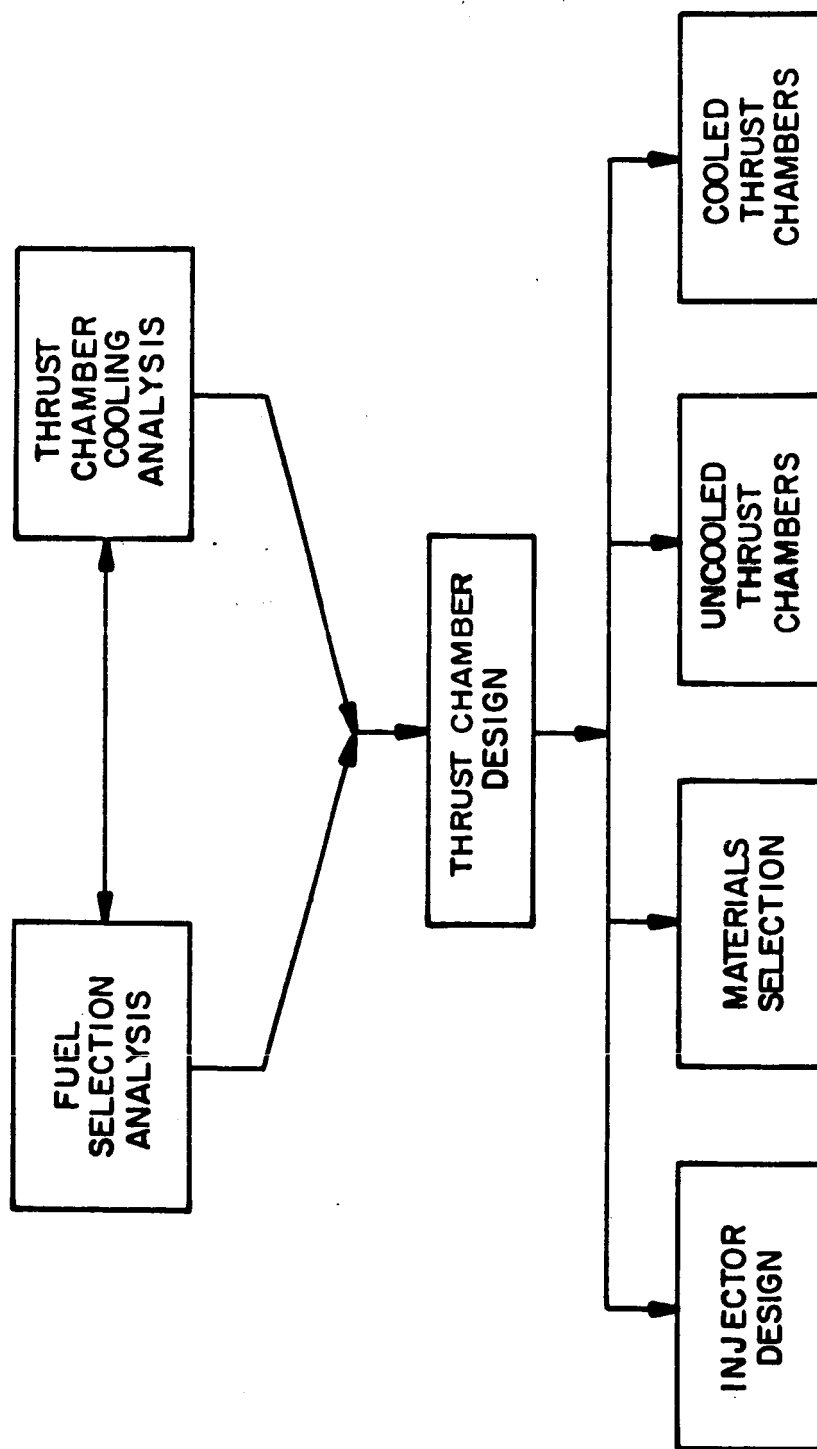 FUEL
SELECTION
ANALYSIS
THRUST
CHAMBER
COOLING
ANALYSIS
THRUST CHAMBER
DESIGN
INJECTOR
DESIGN
MATERIALS
SELECTION
UNCOOLED
THRUST
CHAMBERS
COOLED
THRUST
CHAMBERS